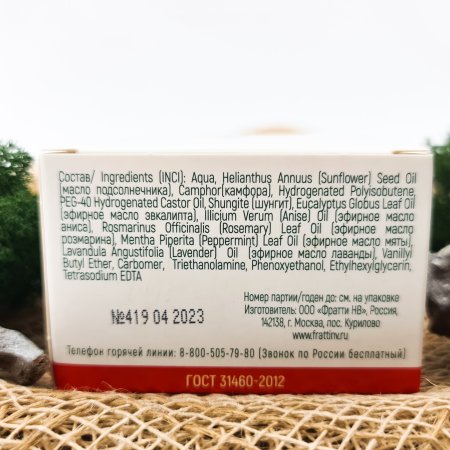 Состав/ Ingredients (INCI): Aqua, Helianthus Annuus (Sunflower) Seed Oil
(масло подсолнечника), Camphor(камфора), Hydrogenated Polyisobutene,
PEG-40 Hydrogenated Castor Oil, Shungite (шунгит), Eucalyptus Globus Leaf Oil
(эфирное масло эвкалипта), Illicium Verum (Anise) Oil (эфирное масло
аниса), Rosmarinus Officinalis (Rosemary) Leaf Oil (эфирное масло
розмарина), Mentha Piperita (Peppermint) Leaf Oil (эфирное масло мяты),
Lavandula Angustifolia (Lavender) Oil (эфирное масло лаванды), Vanillyl
Butyl Ether, Carbomer, Triethanolamine, Phenoxyethanol, Ethylhexylglycerin,
Tetrasodium EDTA
Номер партии/годен до: см. на упаковке
Изготовитель: ООО «Фратти НВ», Россия,
142138, г. Москва, пос. Курилово
www.frattinv.ru
№419 04 2023
Телефон горячей линии: 8-800-505-79-80 (Звонок по России бесплатный)
ГОСТ 31460-2012